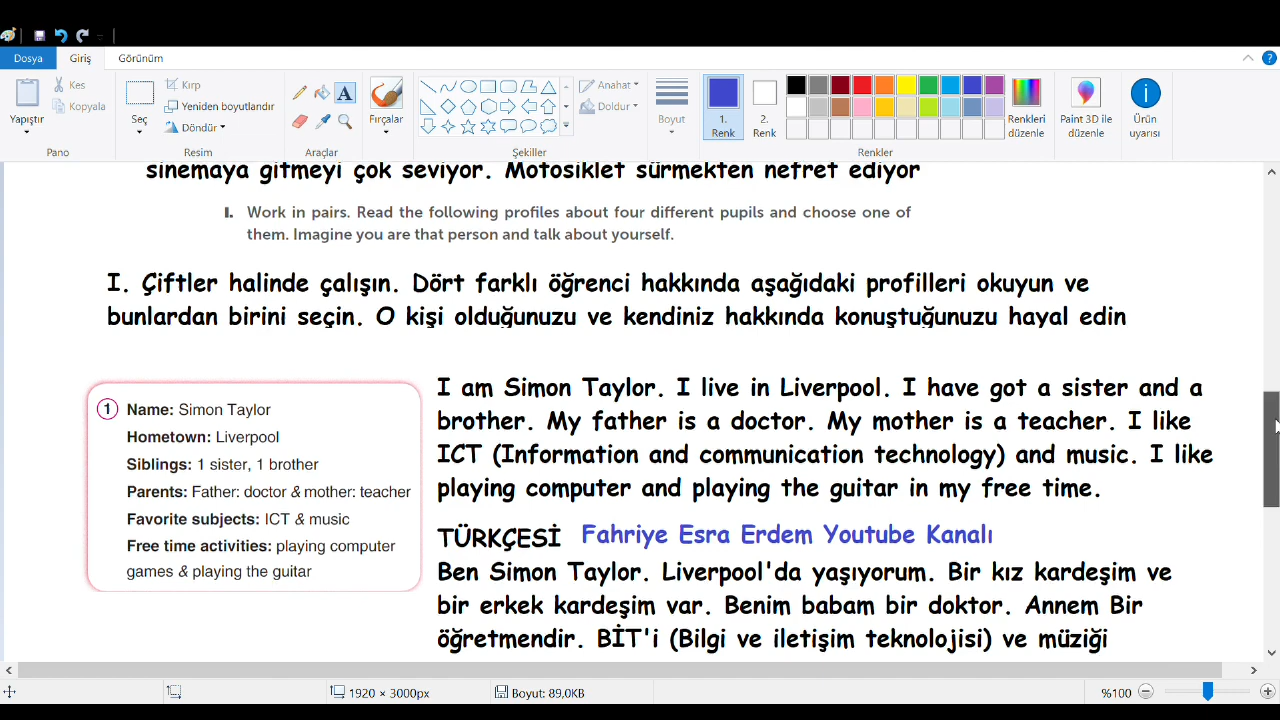 Dosya Giriş Görünüm
Yapıştır
Kes
Kopyala
Pano
Seç
Kırp
Yeniden boyutlandır
Döndür
Resim
Araçlar
Fırçalar
Şekiller
Anahat
Doldur
Boyut
1. Renk
2. Renk
Renkleri düzenle
Renkler
Paint 3D ile düzenle
Ürün uyarısı
sinemaya gitmeyi çok seviyor. Motosiklet sürmekten nefret ediyor
I. Work in pairs. Read the following profiles about four different pupils and choose one of
them. Imagine you are that person and talk about yourself.
I. Çiftler halinde çalışın. Dört farklı öğrenci hakkında aşağıdaki profilleri okuyun ve
bunlardan birini seçin. O kişi olduğunuzu ve kendiniz hakkında konuştuğunuzu hayal edin
1 Name: Simon Taylor
Hometown: Liverpool
Siblings: 1 sister, 1 brother
Parents: Father: doctor & mother: teacher
Favorite subjects: ICT & music
Free time activities: playing computer
games & playing the guitar
I am Simon Taylor. I live in Liverpool. I have got a sister and a
brother. My father is a doctor. My mother is a teacher. I like
ICT (Information and communication technology) and music. I like
playing computer and playing the guitar in my free time.
TÜRKÇESİ Fahriye Esra Erdem Youtube Kanalı
Ben Simon Taylor. Liverpool'da yaşıyorum. Bir kız kardeşim ve
bir erkek kardeşim var. Benim babam bir doktor. Annem Bir
öğretmendir. BİT'i (Bilgi ve iletişim teknolojisi) ve müziği
1920 × 3000px
Boyut: 89,0KB
%100